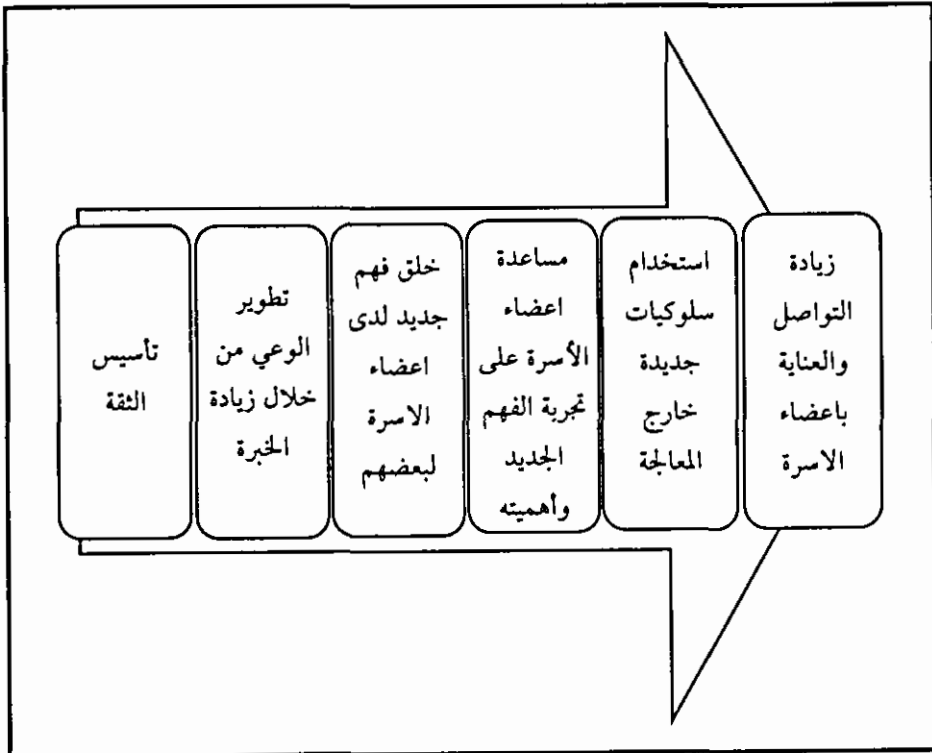 تأسيس
الثقة
تطوير
الوعي من
خلال زيادة
الخبرة
خلق فهم
جديد لدى
اعضاء
الاسرة
لبعضهم
مساعدة
اعضاء
الأسرة على
تجربة الفهم
الجديد
وأهميته
استخدام
سلوكيات
جديدة
خارج
المعالجة
زيادة
التواصل
والعناية
باعضاء
الاسرة